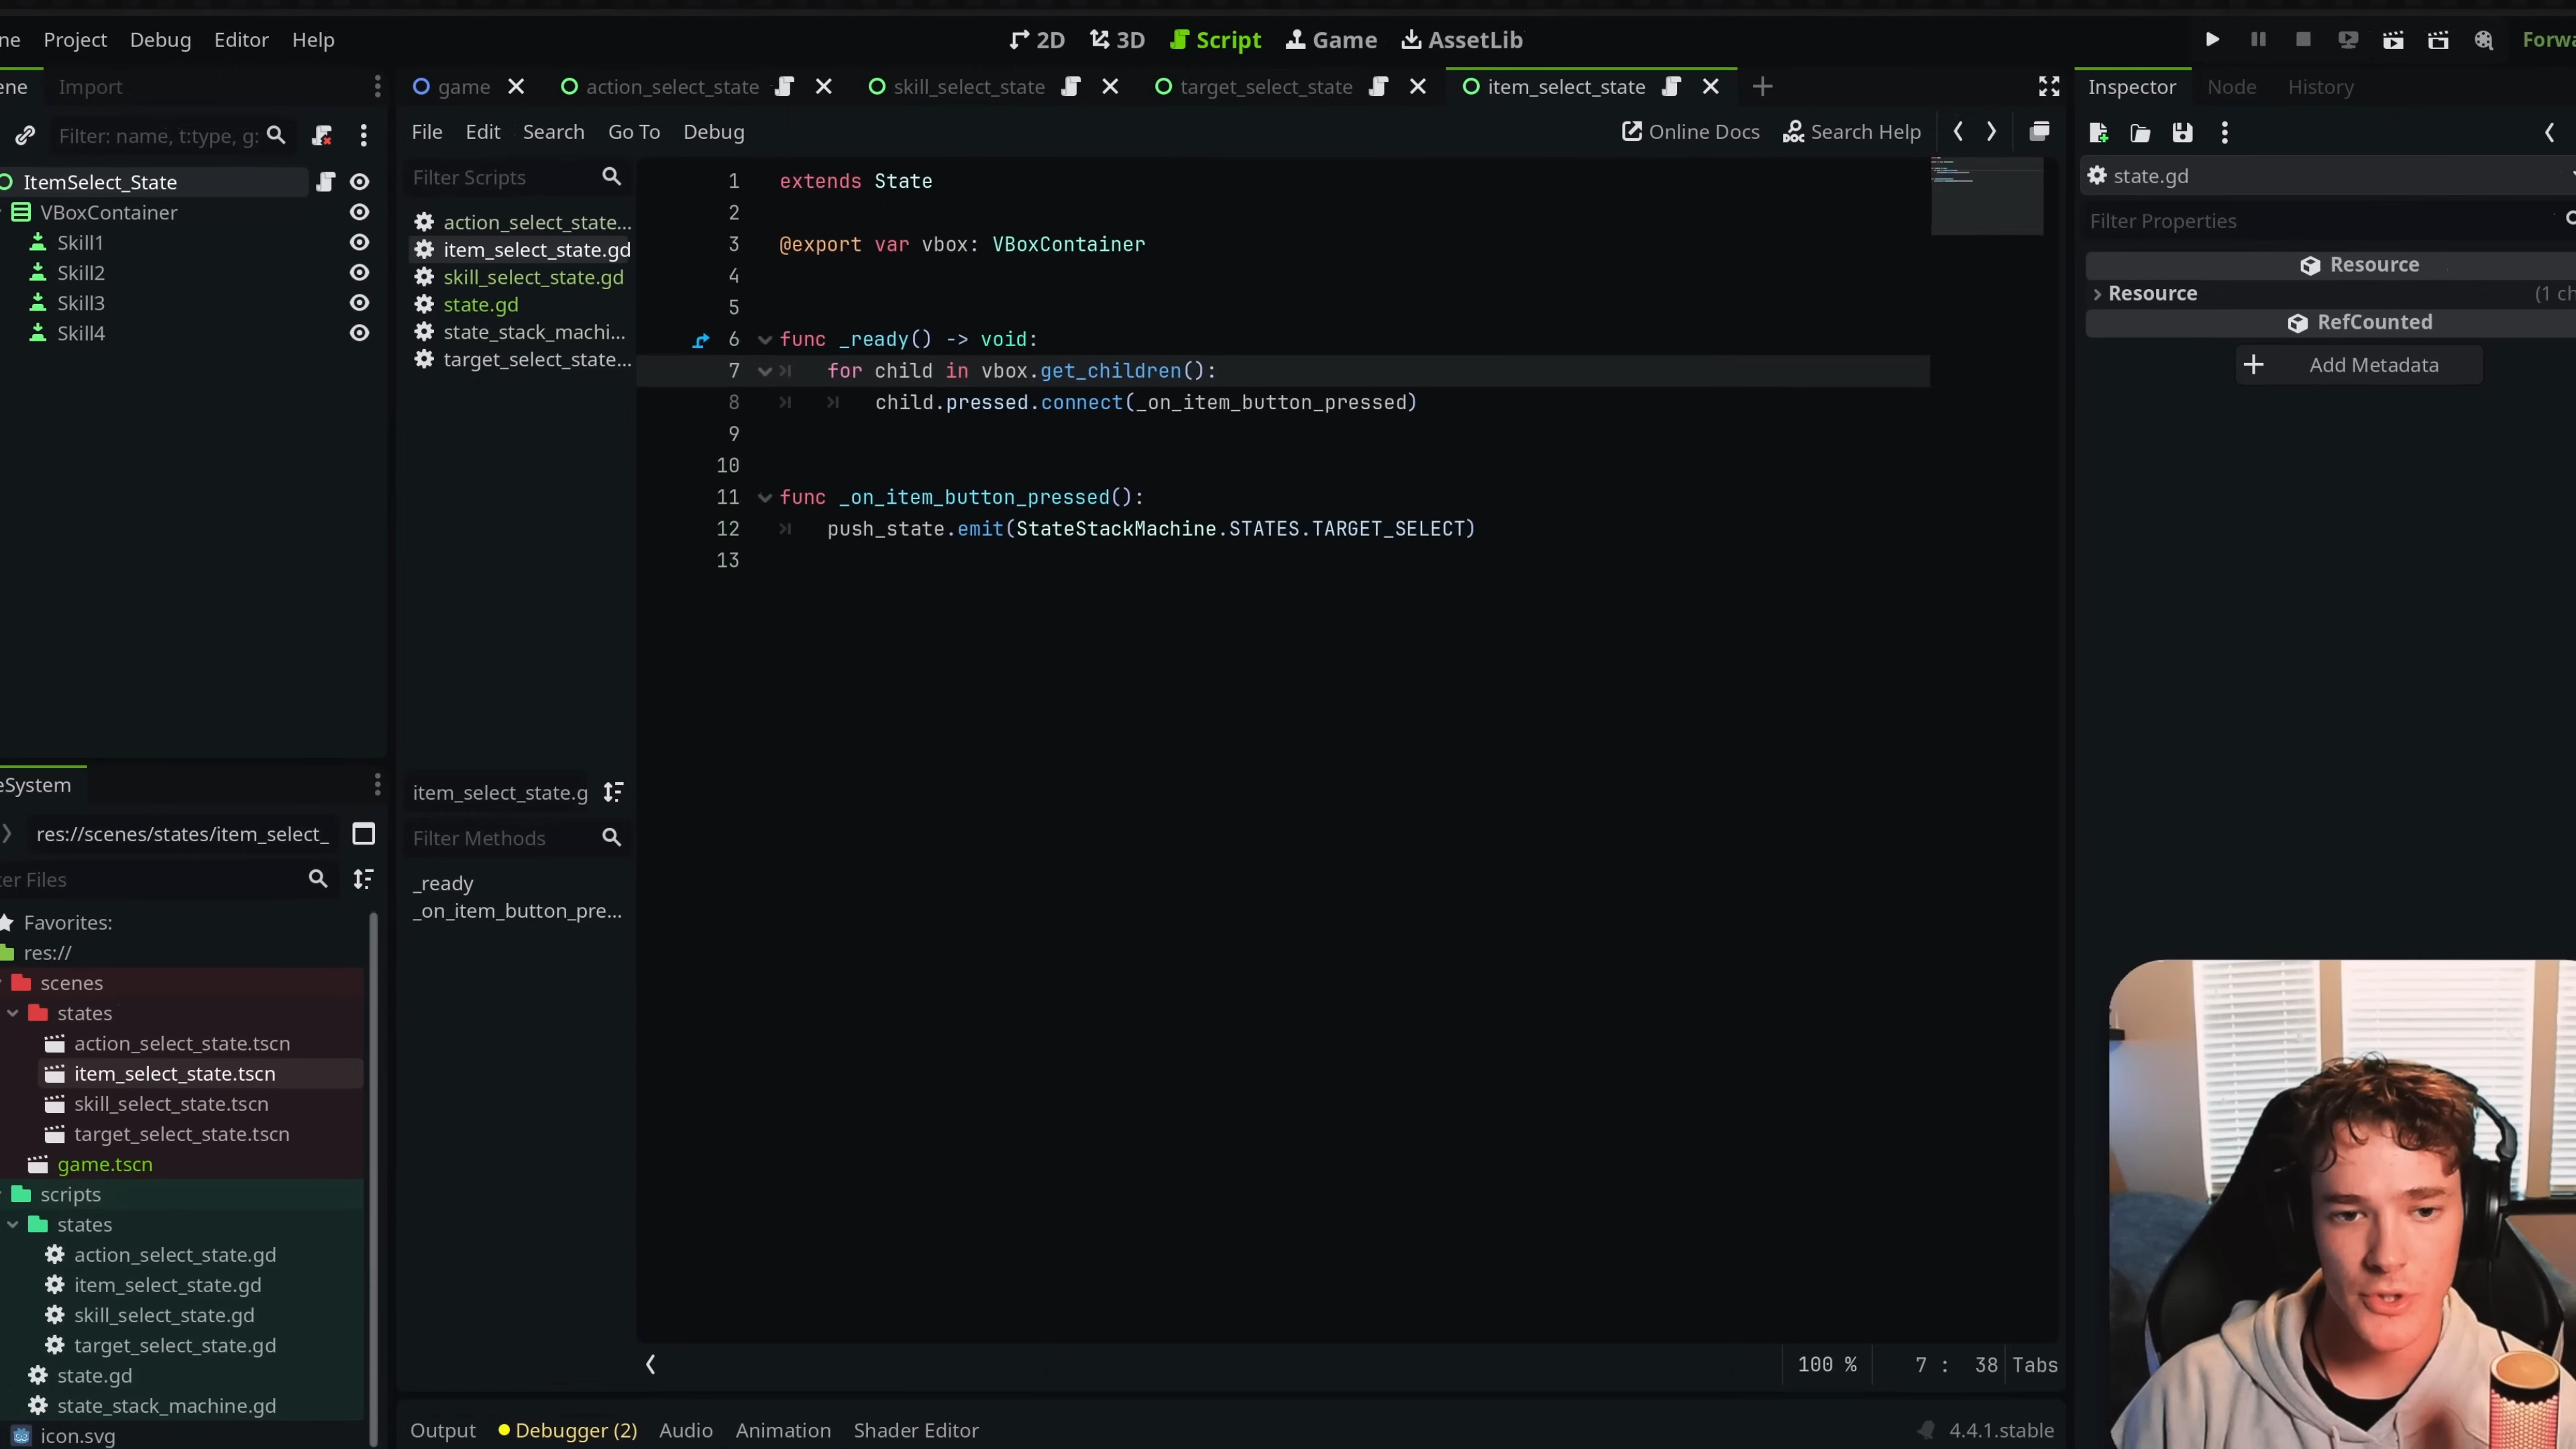 ne Project Debug Editor Help
2D 3D Script Game AssetLib
Forwa
ene Import
game action_select_state skill_select_state target_select_state item_select_state
Inspector Node History
Filter: name, t:type, g:
File Edit Search Go To Debug
Online Docs Search Help
ItemSelect_State
VBoxContainer
Skill1
Skill2
Skill3
Skill4
Filter Scripts
action_select_state...
item_select_state.gd
skill_select_state.gd
state.gd
state_stack_machi...
target_select_state...
1 extends State
2
3 @export var vbox: VBoxContainer
4
5
6 func _ready() -> void:
7 for child in vbox.get_children():
8 child.pressed.connect(_on_item_button_pressed)
9
10
11 func _on_item_button_pressed():
12 push_state.emit(StateStackMachine.STATES.TARGET_SELECT)
13
state.gd
Filter Properties
Resource
Resource (1 ch
RefCounted
Add Metadata
item_select_state.g
Filter Methods
_ready
_on_item_button_pre...
eSystem
res://scenes/states/item_select_
er Files
Favorites:
res://
scenes
states
action_select_state.tscn
item_select_state.tscn
skill_select_state.tscn
target_select_state.tscn
game.tscn
scripts
states
action_select_state.gd
item_select_state.gd
skill_select_state.gd
target_select_state.gd
state.gd
state_stack_machine.gd
icon.svg
100 % 7 : 38 Tabs
Output Debugger (2) Audio Animation Shader Editor
4.4.1.stable